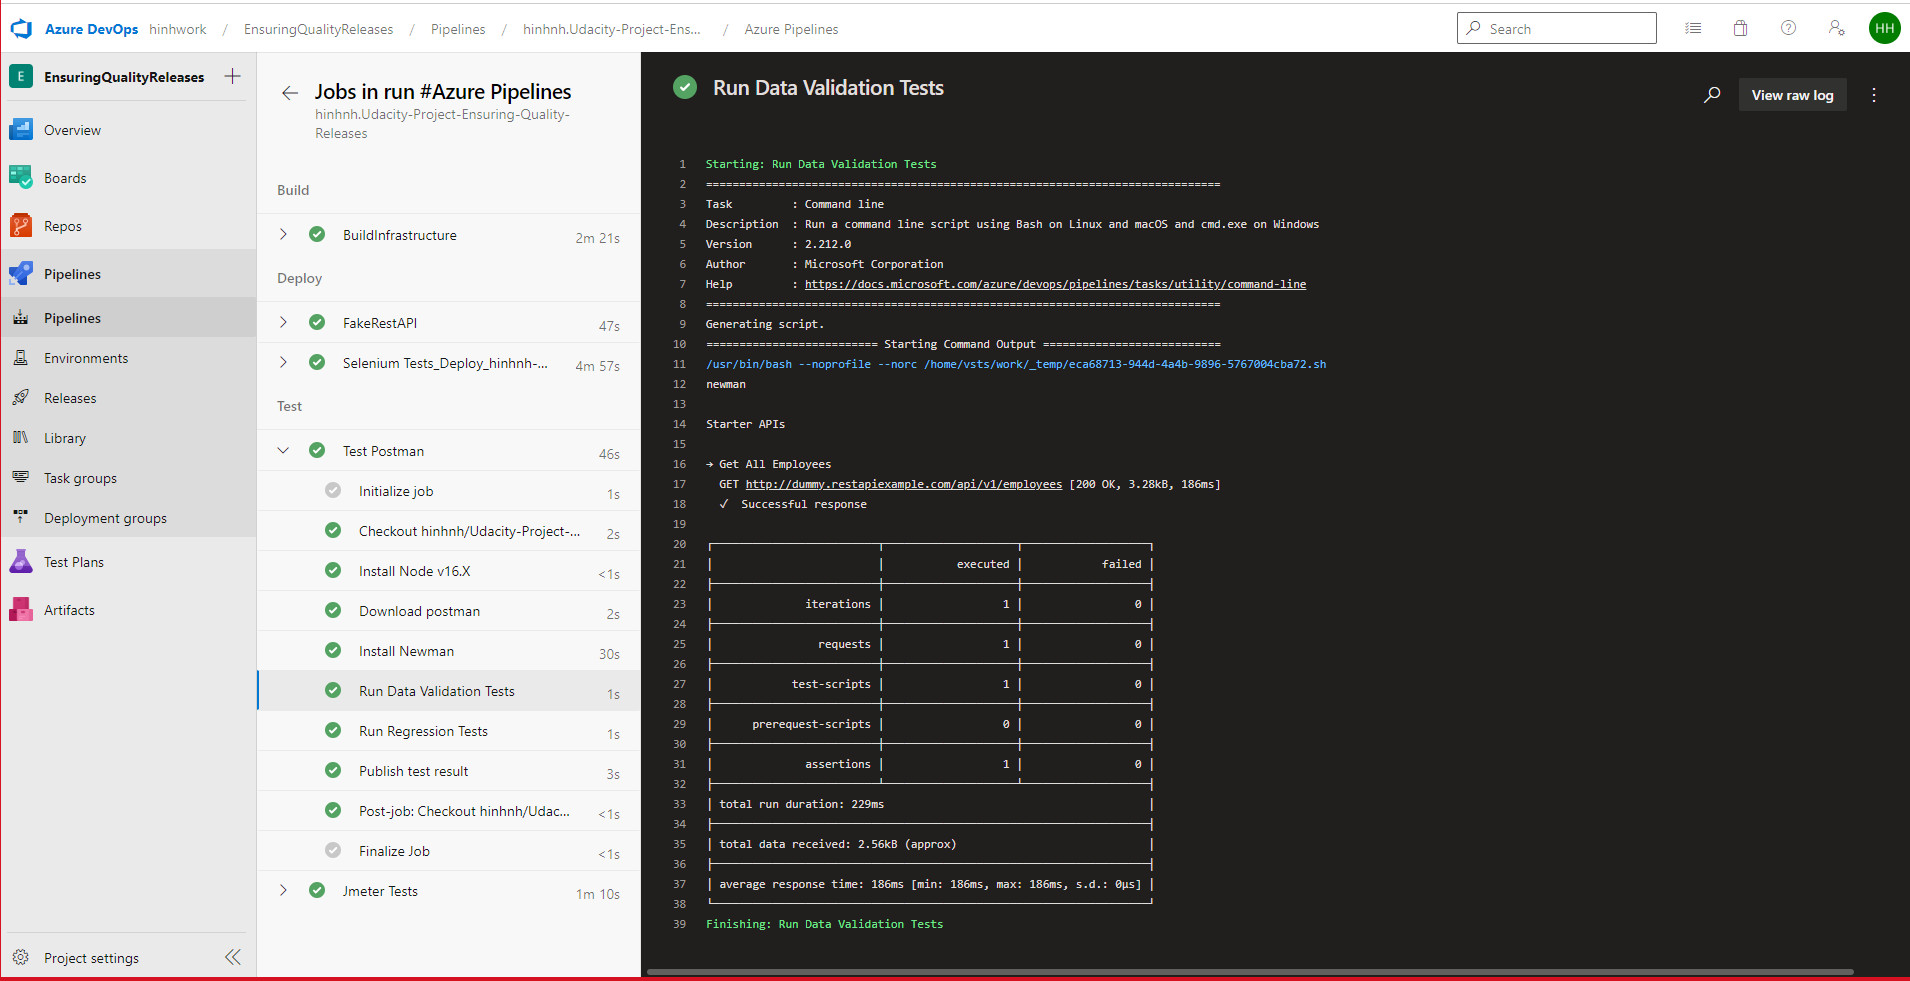 Azure DevOps hinhwork / EnsuringQualityReleases / Pipelines / hinhnh.Udacity-Project-Ens... / Azure Pipelines
Search
HH
E EnsuringQualityReleases
Overview
Boards
Repos
Pipelines
Pipelines
Environments
Releases
Library
Task groups
Deployment groups
Test Plans
Artifacts
Project settings
Jobs in run #Azure Pipelines
hinhnh.Udacity-Project-Ensuring-Quality-
Releases
Build
BuildInfrastructure 2m 21s
Deploy
FakeRestAPI 47s
Selenium Tests_Deploy_hinhnh-... 4m 57s
Test
Test Postman 46s
Initialize job 1s
Checkout hinhnh/Udacity-Project-... 2s
Install Node v16.X <1s
Download postman 2s
Install Newman 30s
Run Data Validation Tests 1s
Run Regression Tests 1s
Publish test result 3s
Post-job: Checkout hinhnh/Udac... <1s
Finalize Job <1s
Jmeter Tests 1m 10s
Run Data Validation Tests
View raw log
1 Starting: Run Data Validation Tests
2 ==============================================================================
3 Task : Command line
4 Description : Run a command line script using Bash on Linux and macOS and cmd.exe on Windows
5 Version : 2.212.0
6 Author : Microsoft Corporation
7 Help : https://docs.microsoft.com/azure/devops/pipelines/tasks/utility/command-line
8 ==============================================================================
9 Generating script.
10 ========================== Starting Command Output ===========================
11 /usr/bin/bash --noprofile --norc /home/vsts/work/_temp/eca68713-944d-4a4b-9896-5767004cba72.sh
12 newman
13
14 Starter APIs
15
16 → Get All Employees
17 GET http://dummy.restapiexample.com/api/v1/employees [200 OK, 3.28kB, 186ms]
18 √ Successful response
19
20
21 executed failed
22
23 iterations 1 0
24
25 requests 1 0
26
27 test-scripts 1 0
28
29 prerequest-scripts 0 0
30
31 assertions 1 0
32
33 total run duration: 229ms
34
35 total data received: 2.56kB (approx)
36
37 average response time: 186ms [min: 186ms, max: 186ms, s.d.: 0µs]
38
39 Finishing: Run Data Validation Tests